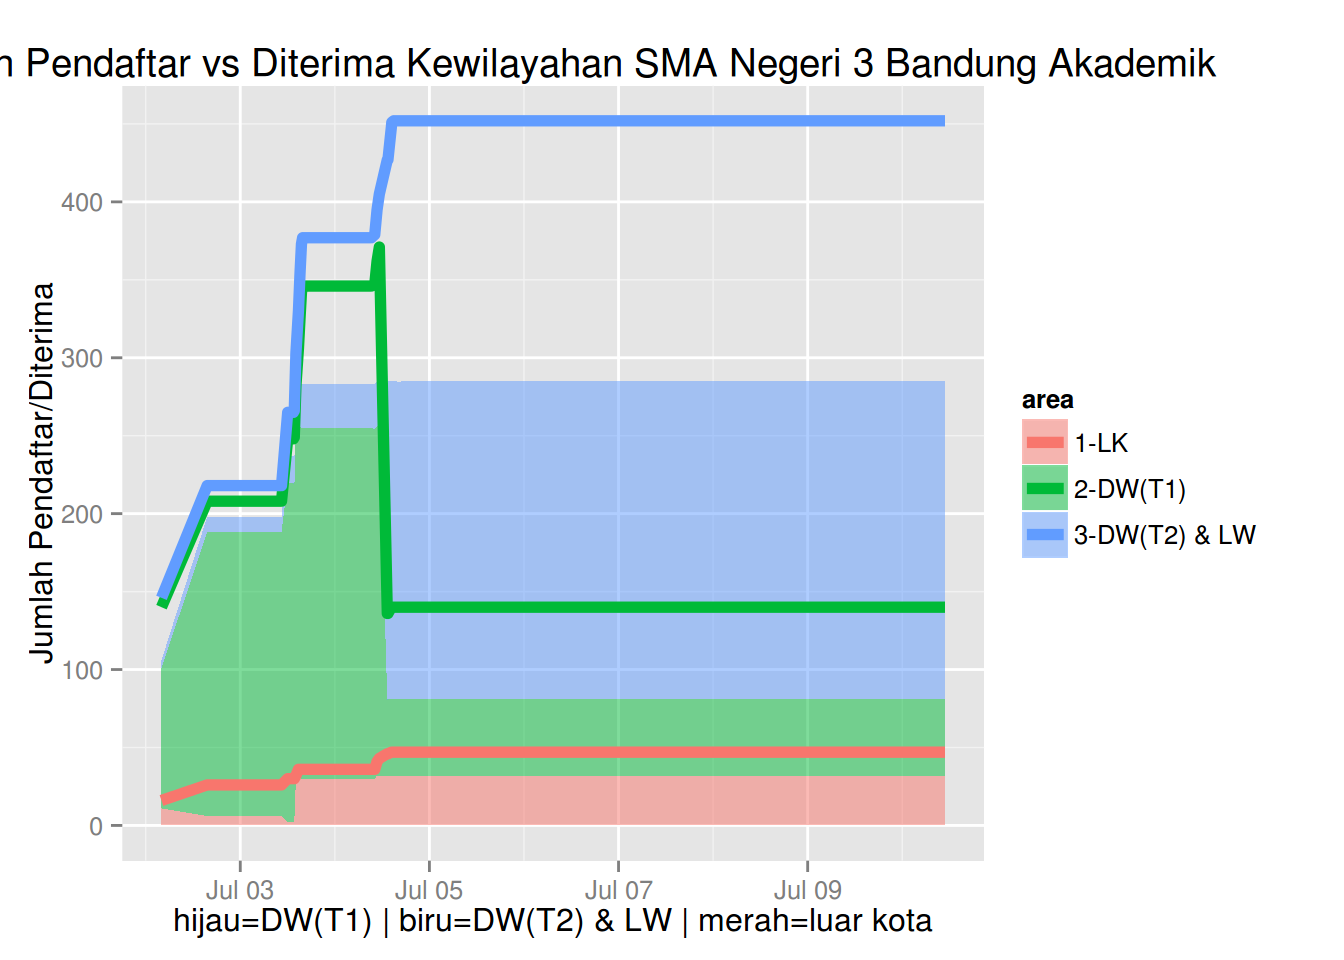 Pendaftar vs Diterima Kewilayahan SMA Negeri 3 Bandung Akademik
Jumlah Pendaftar/Diterima
400
300
200
100
0
Jul 03
Jul 05
Jul 07
Jul 09
hijau=DW(T1) | biru=DW(T2) & LW | merah=luar kota
area
1-LK
2-DW(T1)
3-DW(T2) & LW